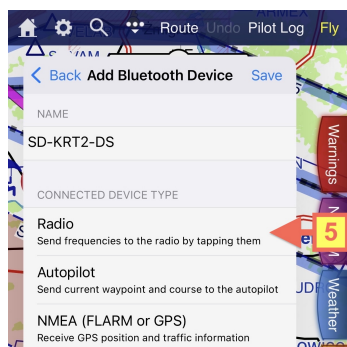 Route Undo Pilot Log Fly
Back Add Bluetooth Device Save
NAME
SD-KRT2-DS
CONNECTED DEVICE TYPE
Radio
Send frequencies to the radio by tapping them
5
Autopilot
Send current waypoint and course to the autopilot
NMEA (FLARM or GPS)
Receive GPS position and traffic information
Warnings
Weather